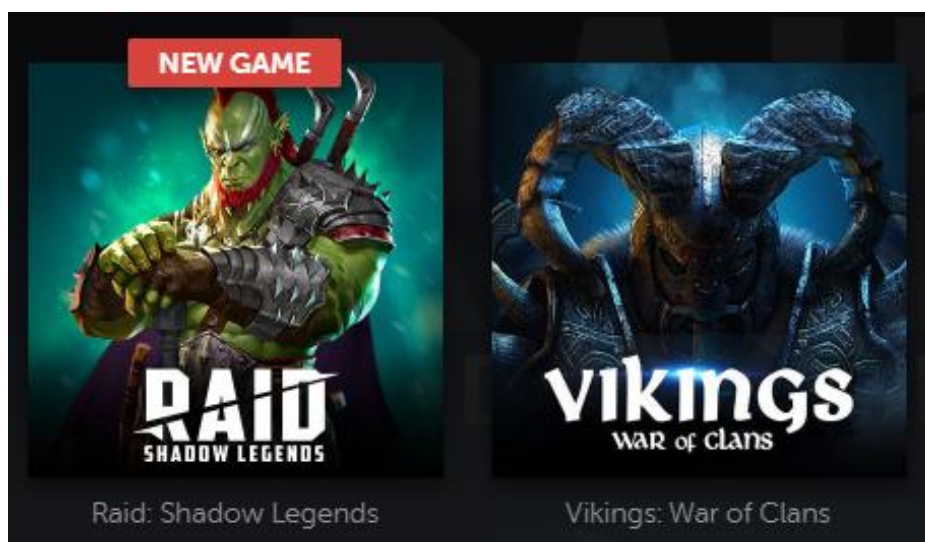 NEW GAME
RAID
SHADOW LEGENDS
Raid: Shadow Legends
VIKINGS
WAR OF CLANS
Vikings: War of Clans